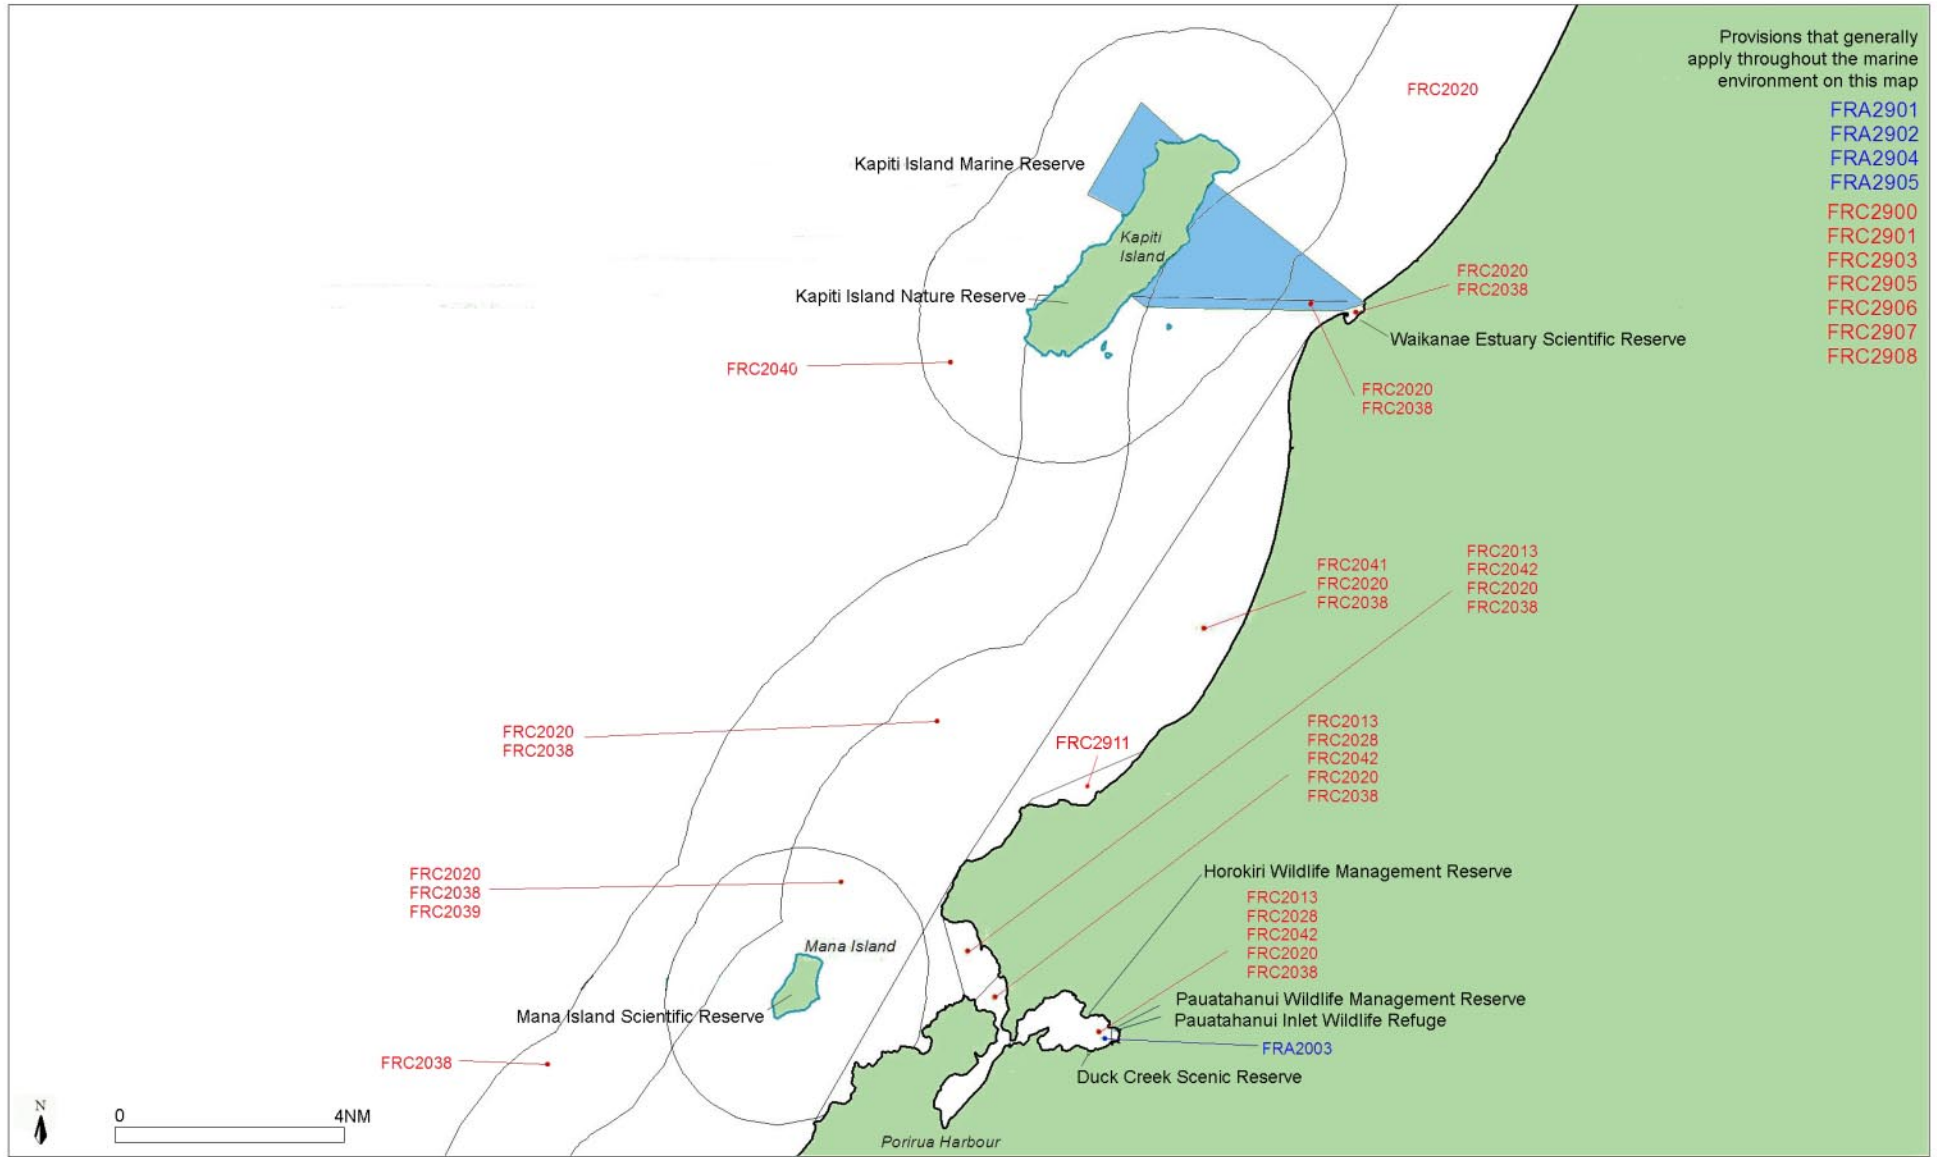 Provisions that generally
apply throughout the marine
environment on this map
FRA2901
FRA2902
FRA2904
FRA2905
FRC2900
FRC2901
FRC2903
FRC2905
FRC2906
FRC2907
FRC2908
FRC2020
Kapiti Island Marine Reserve
Kapiti
Island
Kapiti Island Nature Reserve
FRC2020
FRC2038
Waikanae Estuary Scientific Reserve
FRC2040
FRC2020
FRC2038
FRC2041
FRC2020
FRC2038
FRC2013
FRC2042
FRC2020
FRC2038
FRC2020
FRC2038
FRC2911
FRC2013
FRC2028
FRC2042
FRC2020
FRC2038
FRC2020
FRC2038
FRC2039
Horokiri Wildlife Management Reserve
FRC2013
FRC2028
FRC2042
FRC2020
FRC2038
Mana Island
Mana Island Scientific Reserve
Pauatahanui Wildlife Management Reserve
Pauatahanui Inlet Wildlife Refuge
FRA2003
FRC2038
Duck Creek Scenic Reserve
N
0 4NM
Porirua Harbour